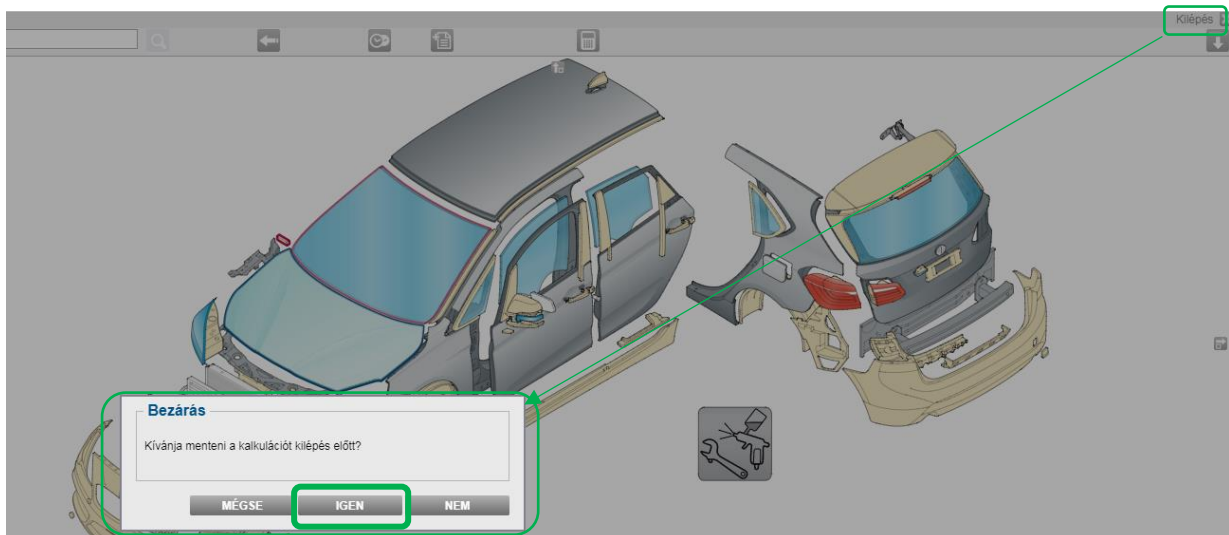 Kilépés
Bezárás
Kívánja menteni a kalkulációt kilépés előtt?
MÉGSE IGEN NEM